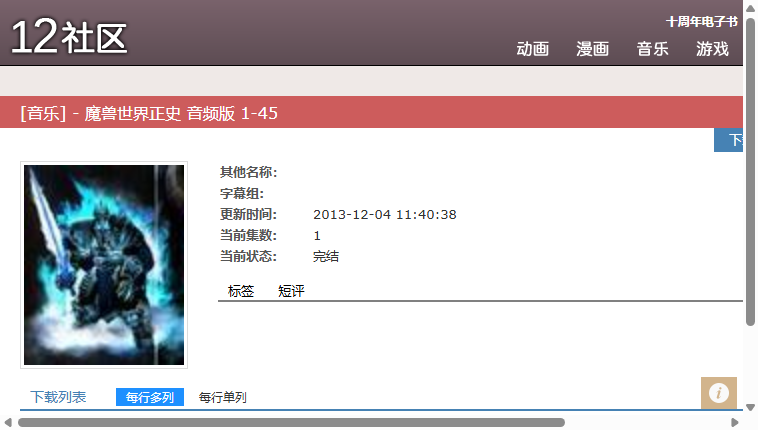 十周年电子书
12社区
动画 漫画 音乐 游戏
[音乐] - 魔兽世界正史 音频版 1-45
下
其他名称:
字幕组:
更新时间: 2013-12-04 11:40:38
当前集数: 1
当前状态: 完结
标签 短评
下载列表 每行多列 每行单列
i